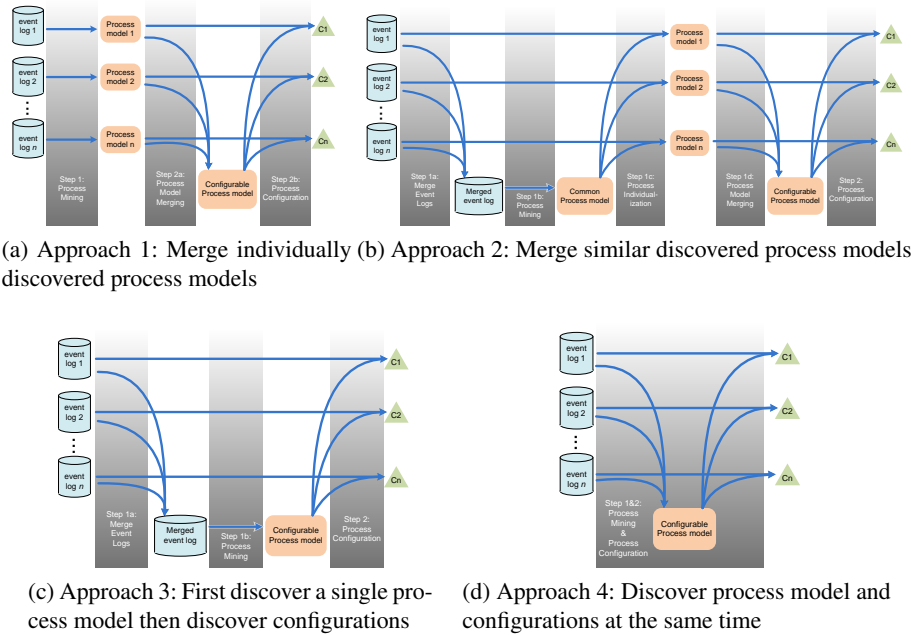 event
log 1
Process
model 1
C1
event
log 2
Process
model 2
C2
event
log n
Process
model n
Cn
Step 1:
Process
Mining
Step 2a:
Process
Model
Merging
Configurable
Process model
Step 2b:
Process
Configuration
(a) Approach 1: Merge individually
discovered process models
event
log 1
Process
model 1
C1
event
log 2
Process
model 2
C2
event
log n
Process
model n
Cn
Step 1a:
Merge
Event
Logs
Merged
event log
Step 1b:
Process
Mining
Common
Process model
Step 1c:
Process
Individual-
ization
Step 1d:
Process
Model
Merging
Configurable
Process model
Step 2:
Process
Configuration
(b) Approach 2: Merge similar discovered process models
event
log 1
C1
event
log 2
C2
event
log n
Cn
Step 1a:
Merge
Event
Logs
Merged
event log
Step 1b:
Process
Mining
Configurable
Process model
Step 2:
Process
Configuration
(c) Approach 3: First discover a single pro-
cess model then discover configurations
event
log 1
C1
event
log 2
C2
event
log n
Cn
Step 1&2:
Process
Mining
&
Process
Configuration
Configurable
Process model
(d) Approach 4: Discover process model and
configurations at the same time